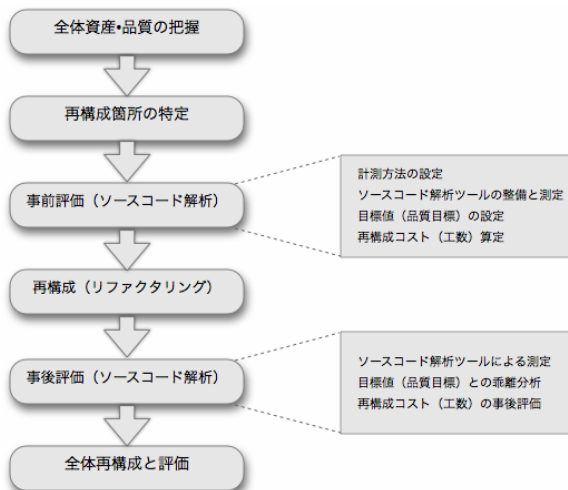 全体資産•品質の把握
再構成箇所の特定
事前評価（ソースコード解析）
計測方法の設定
ソースコード解析ツールの整備と測定
目標値（品質目標）の設定
再構成コスト（工数）算定
再構成（リファクタリング）
事後評価（ソースコード解析）
ソースコード解析ツールによる測定
目標値（品質目標）との乖離分析
再構成コスト（工数）の事後評価
全体再構成と評価